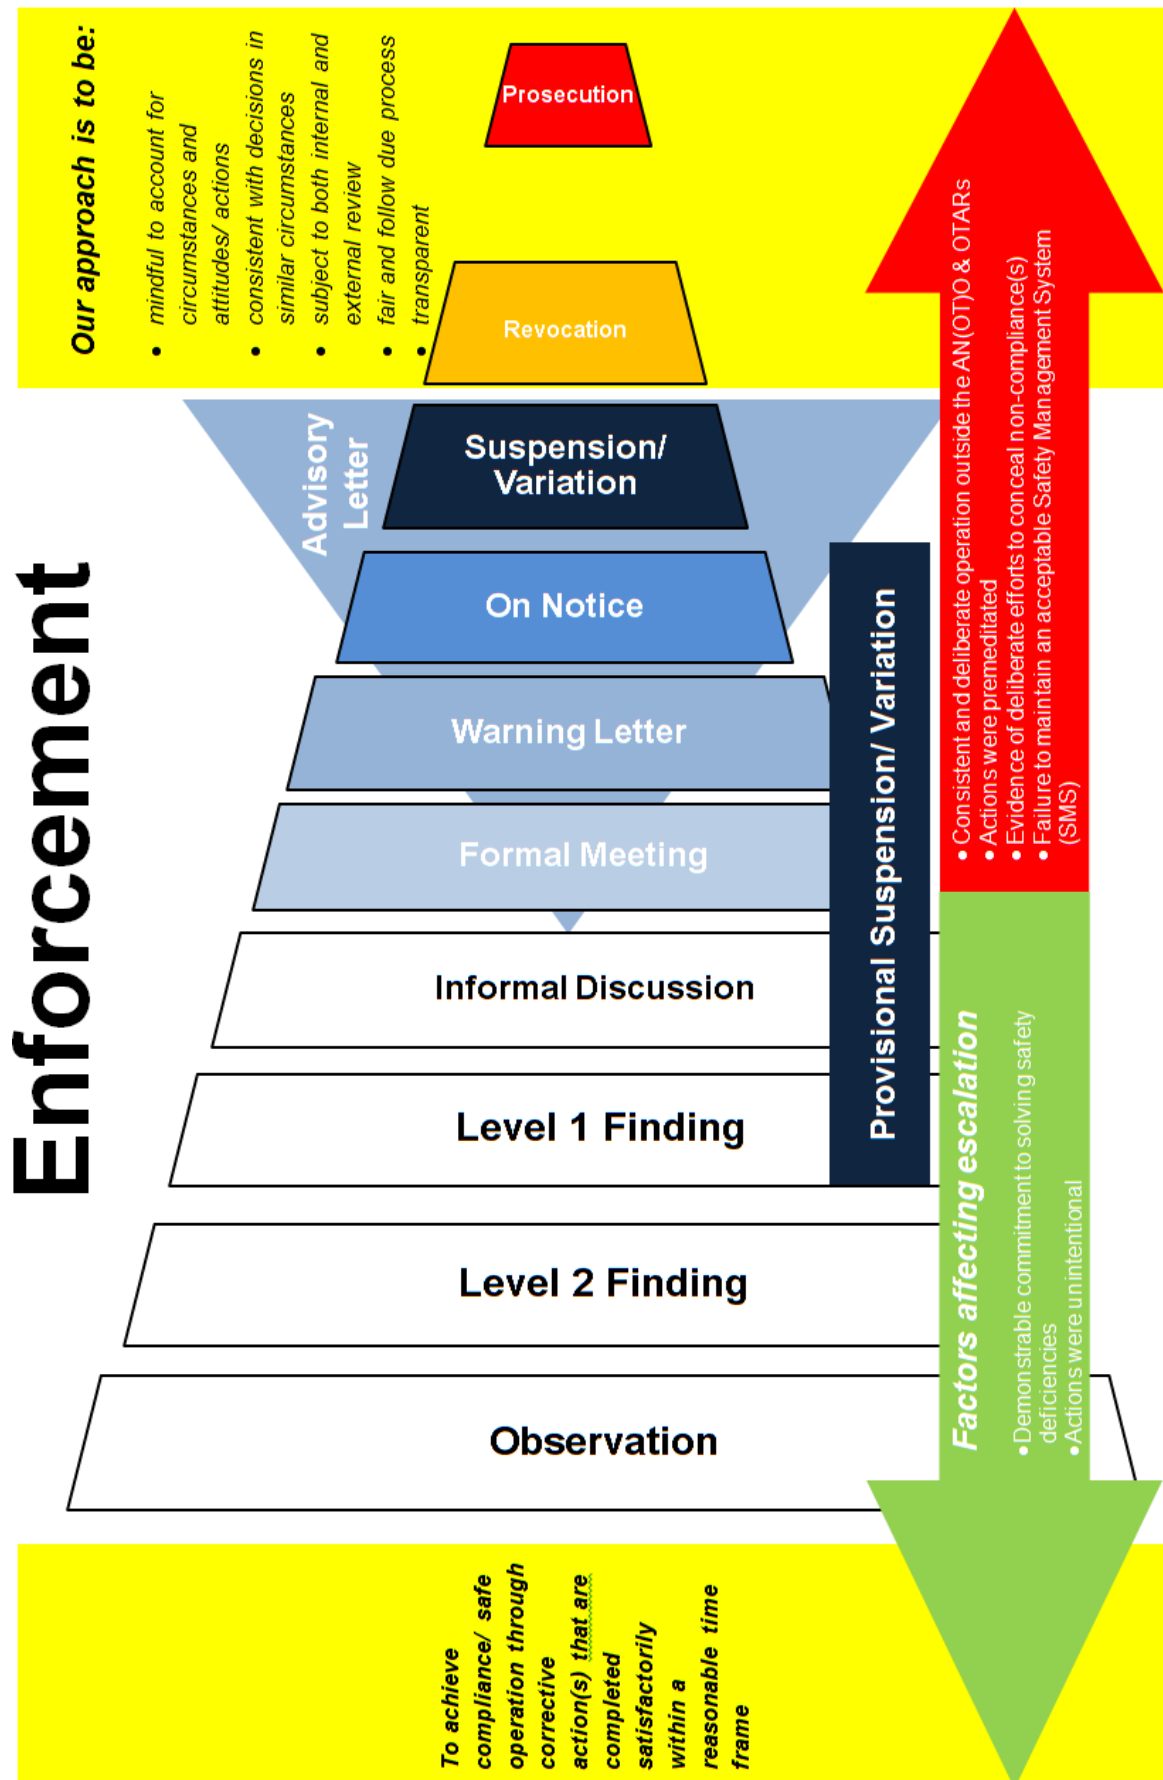 Enforcement
Our approach is to be:
• mindful to account for
circumstances and
attitudes/ actions
• consistent with decisions in
similar circumstances
• subject to both internal and
external review
• fair and follow due process
• transparent
Prosecution
Revocation
Advisory
Letter
Suspension/
Variation
On Notice
Warning Letter
Formal Meeting
Informal Discussion
Level 1 Finding
Level 2 Finding
Observation
Provisional Suspension/ Variation
• Consistent and deliberate operation outside the AN(OT)O & OTARs
• Actions were premeditated
• Evidence of deliberate efforts to conceal non-compliance(s)
• Failure to maintain an acceptable Safety Management System
(SMS)
Factors affecting escalation
• Demonstrable commitment to solving safety
deficiencies
• Actions were unintentional
To achieve
compliance/ safe
operation through
corrective
action(s) that are
completed
satisfactorily
within a
reasonable time
frame